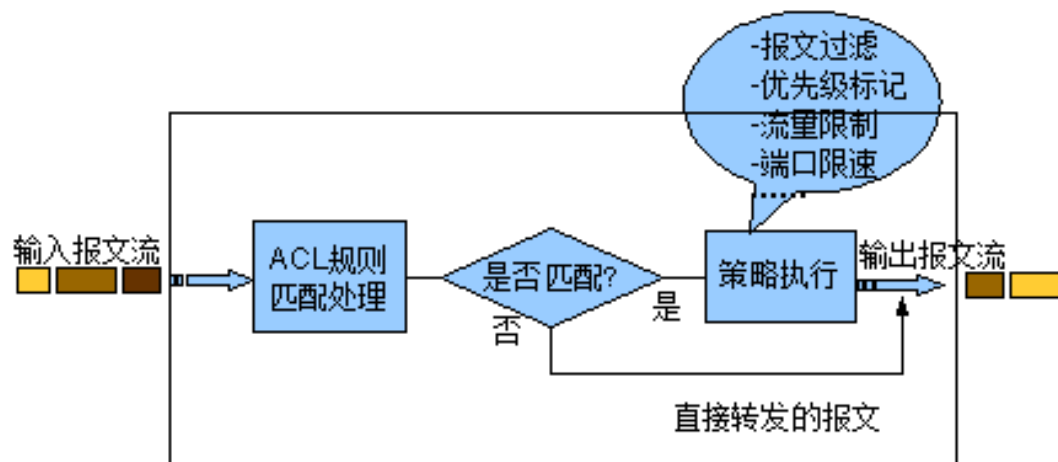 -报文过滤
-优先级标记
-流量限制
-端口限速
......
输入报文流
ACL规则
匹配处理
是否匹配?
否
是
策略执行
输出报文流
直接转发的报文